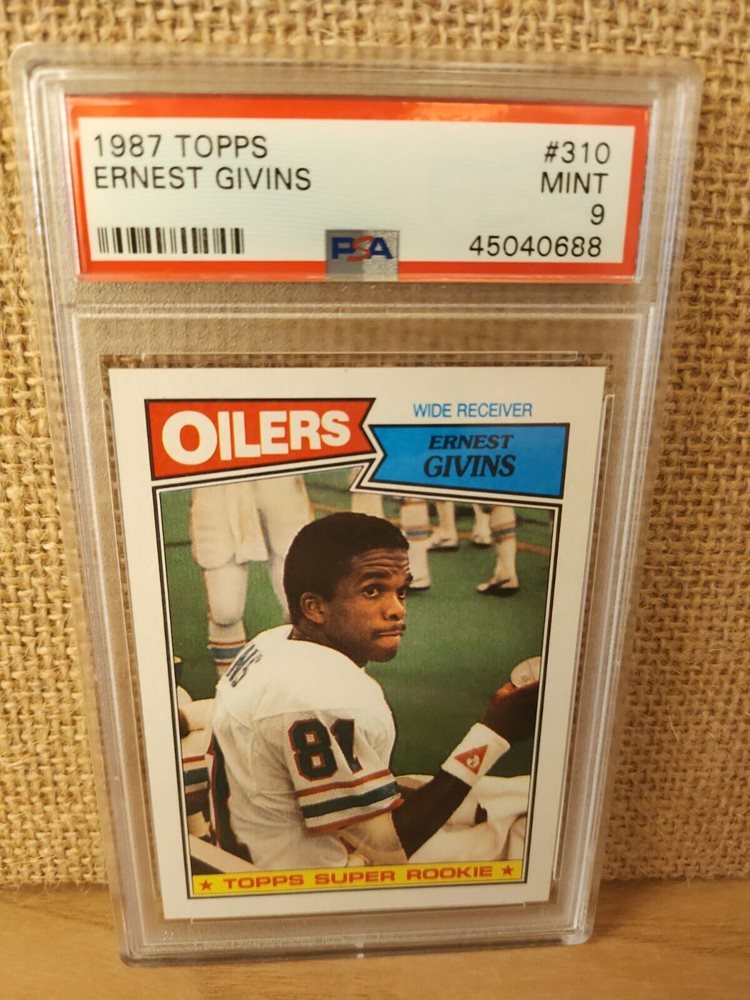 1987 TOPPS #310
ERNEST GIVINS MINT
9
PSA 45040688
OILERS
WIDE RECEIVER
ERNEST
GIVINS
81
TOPPS SUPER ROOKIE